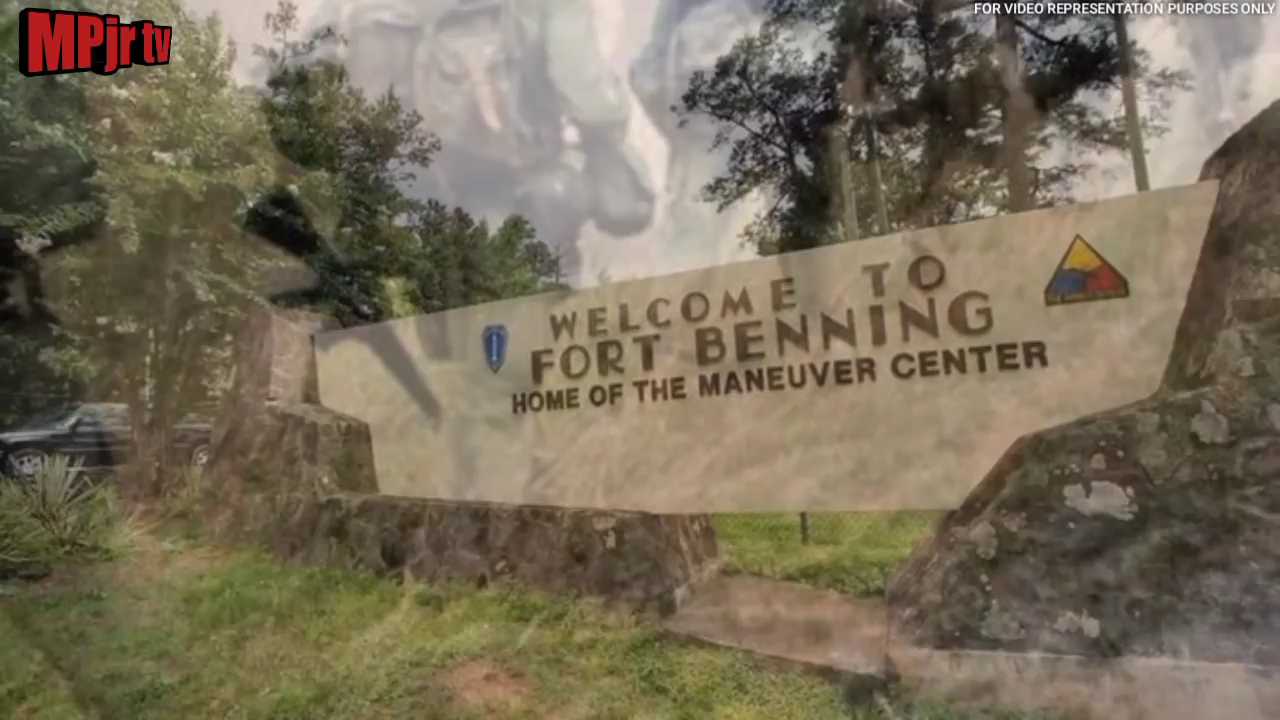 MPjr tv
FOR VIDEO REPRESENTATION PURPOSES ONLY
WELCOME TO
FORT BENNING
HOME OF THE MANEUVER CENTER